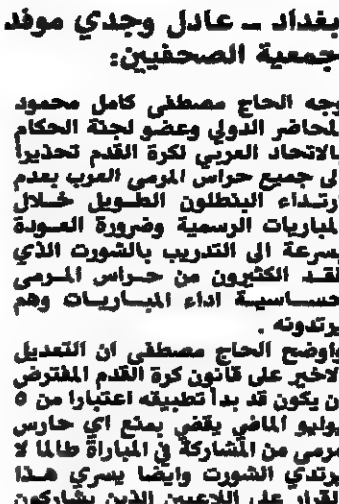 بغداد ـ عادل وجدي موفد
جمعية الصحفيين:
وجه الحاج مصطفى كامل محمود
المحاضر الدولي وعضو لجنة الحكام
بالاتحاد العربي لكرة القدم تحذيرا
الى جميع حراس المرمى العرب بعدم
ارتداء البنطلون الطويل خلال
المباريات الرسمية وضرورة العودة
بسرعة الى التدريب بالشورت الذي
فقد الكثيرون من حراس المرمى
حساسية اداء المباريات وهم
يرتدونه .
واوضح الحاج مصطفى ان التعديل
الاخير على قانون كرة القدم المفترض
ان يكون قد بدأ تطبيقه اعتبارا من ٥
يوليو الماضي يقضي بمنع اي حارس
مرمى من المشاركة في المباراة طالما لا
يرتدي الشورت وايضا يسري هذا
القرار على اللاعبين الذين يشاركون